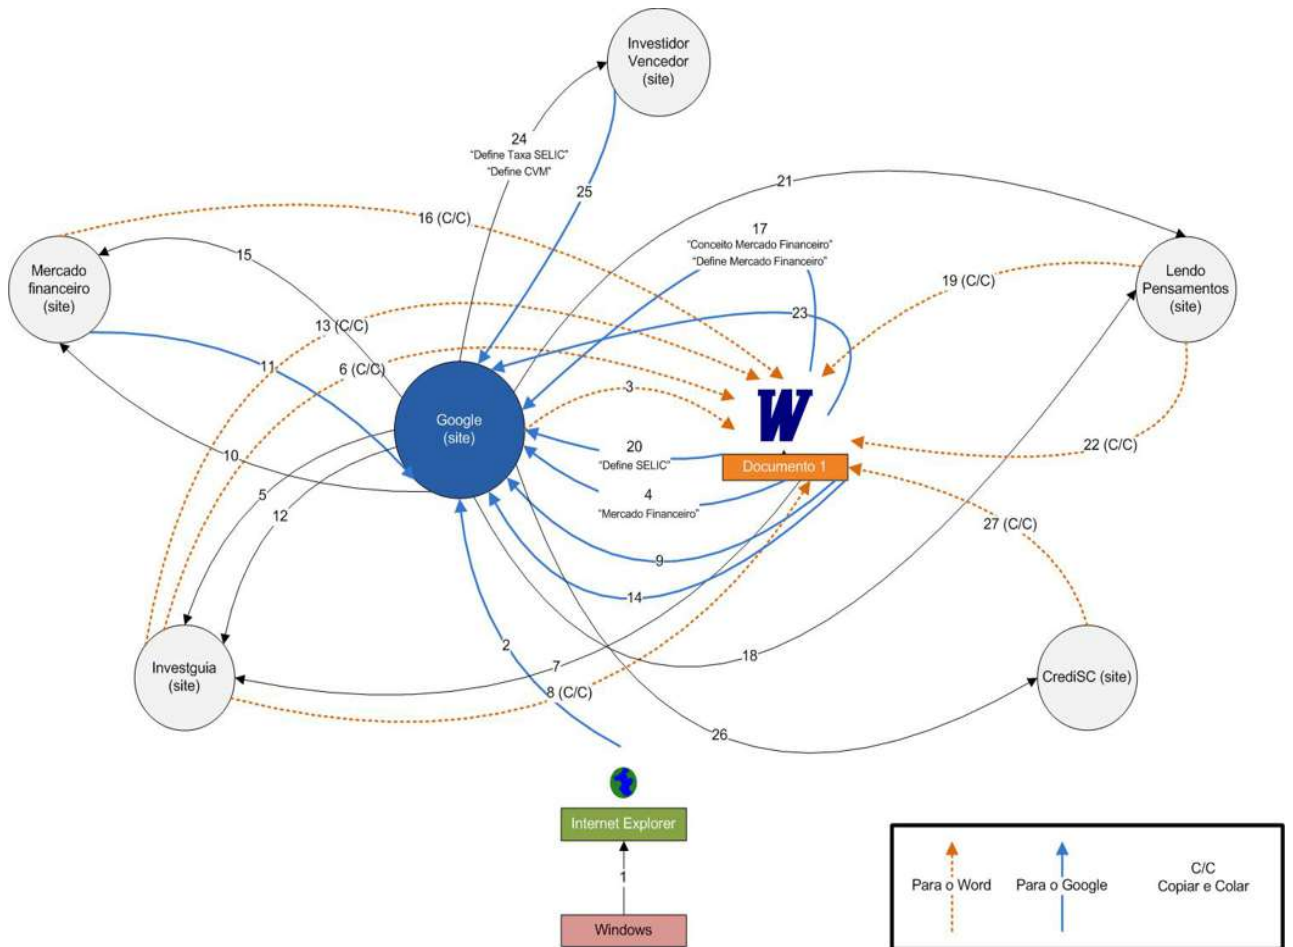 Investidor
Vencedor
(site)
24
“Define Taxa SELIC”
“Define CVM”
25
21
16 (C/C)
17
“Conceito Mercado Financeiro”
“Define Mercado Financeiro”
15
Mercado
financeiro
(site)
Lendo
Pensamentos
(site)
19 (C/C)
23
13 (C/C)
6 (C/C)
11
3
W
Google
(site)
20
“Define SELIC”
Documento 1
22 (C/C)
10
5
4
“Mercado Financeiro”
12
27 (C/C)
9
14
2
18
7
Investguia
(site)
8 (C/C)
CrediSC (site)
26
Internet Explorer
1
Windows
Para o Word
Para o Google
C/C
Copiar e Colar